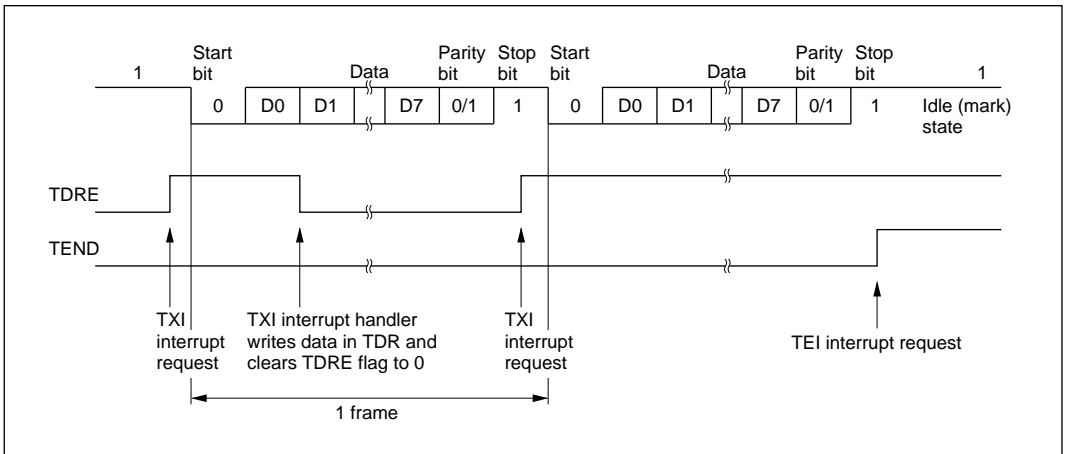 Start bit Parity bit Stop bit Start bit Parity bit Stop bit
1 Data Data 1
0 D0 D1 D7 0/1 1 0 D0 D1 D7 0/1 1 Idle (mark) state
TDRE
TEND
TXI interrupt request
TXI interrupt handler writes data in TDR and clears TDRE flag to 0
TXI interrupt request
TEI interrupt request
1 frame